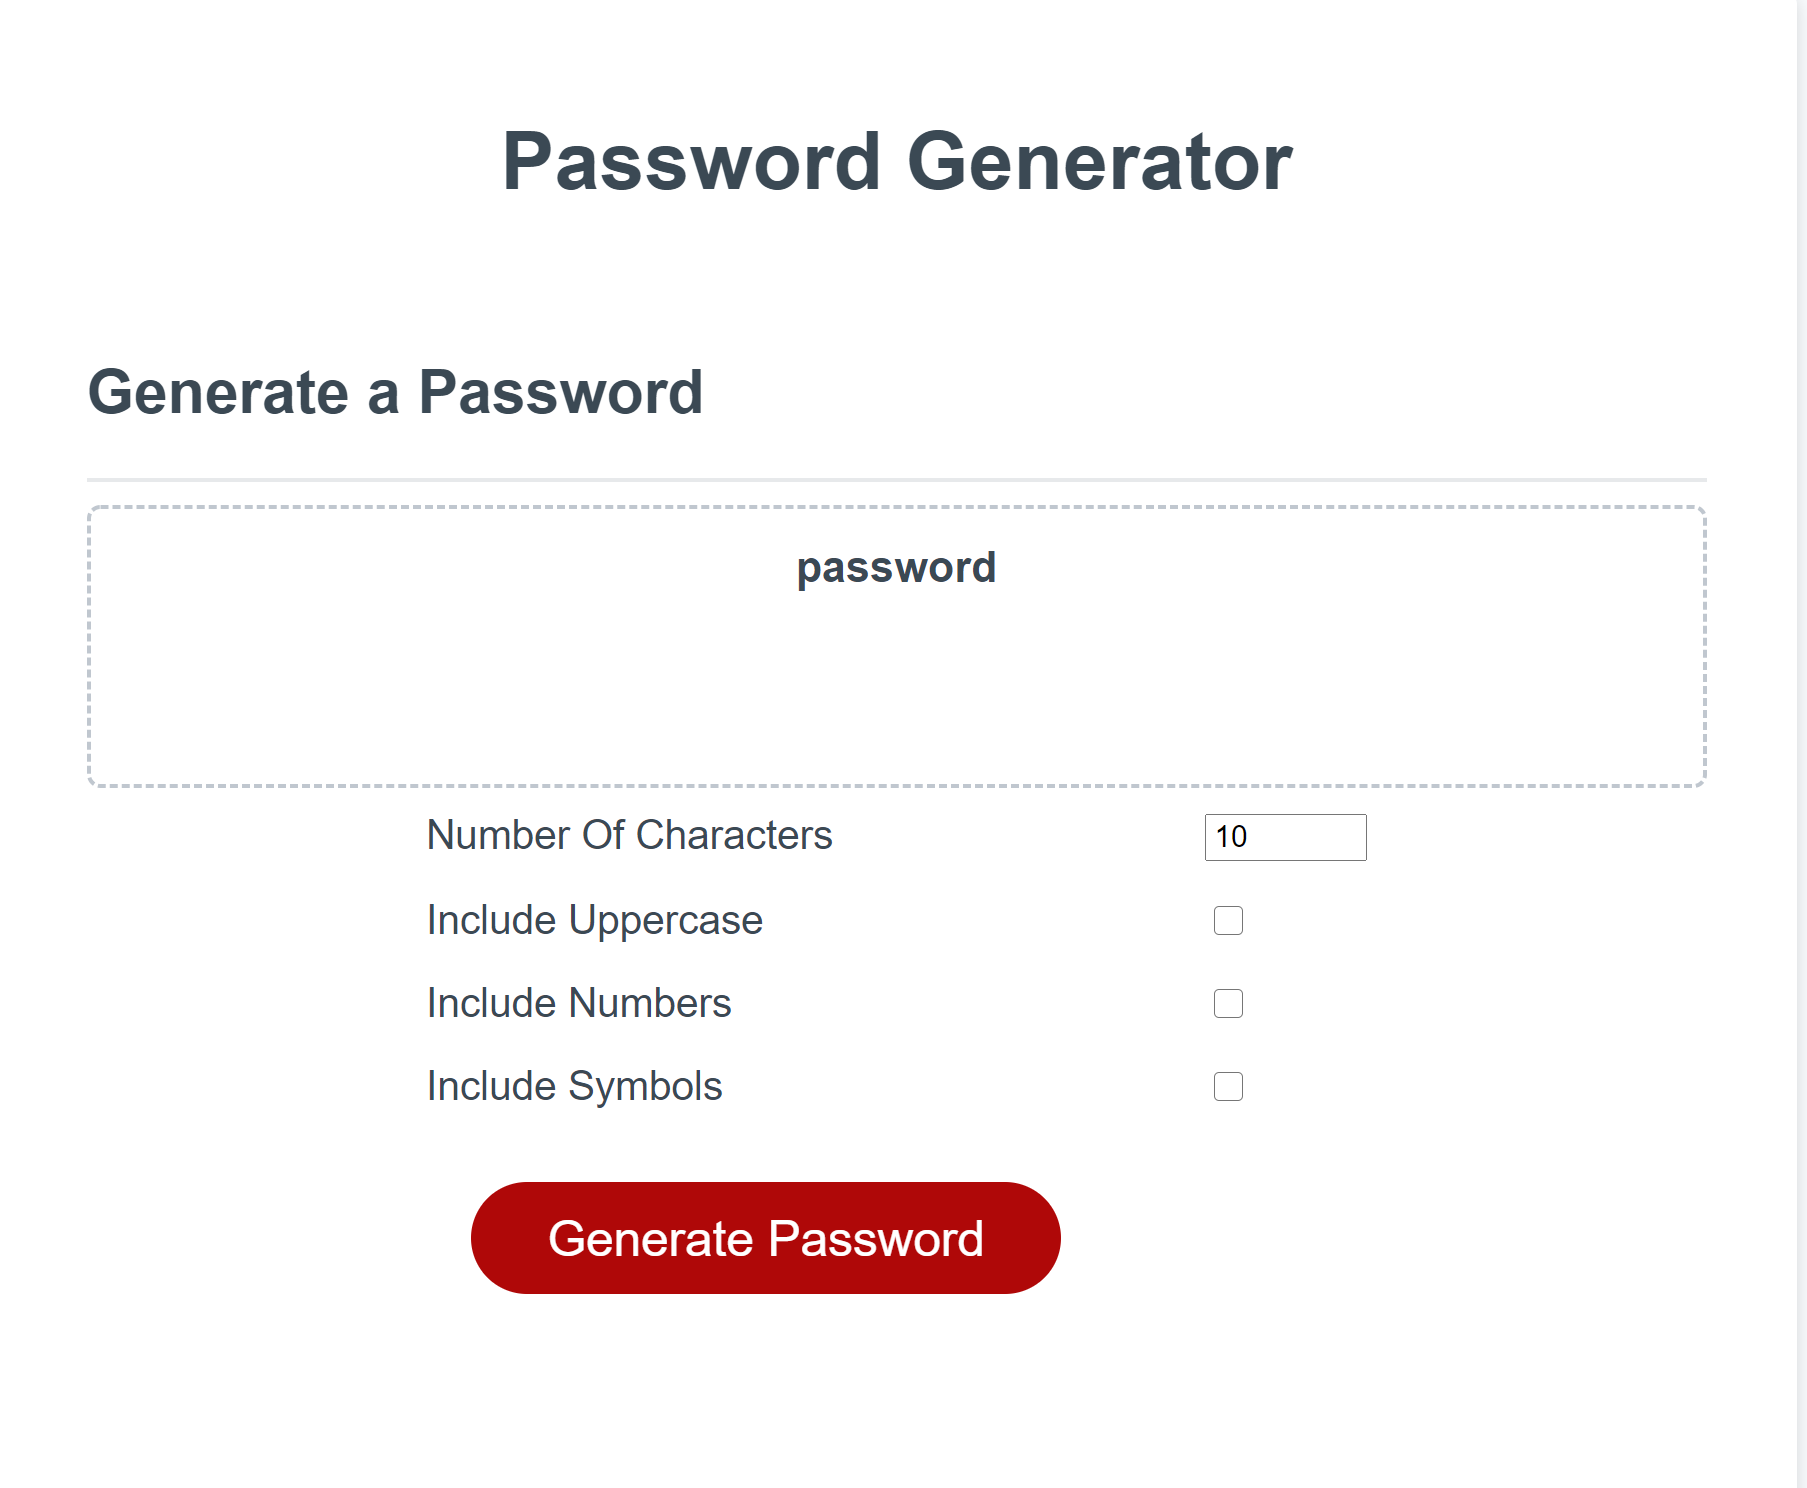 Password Generator
Generate a Password
password
Number Of Characters 10
Include Uppercase
Include Numbers
Include Symbols
Generate Password